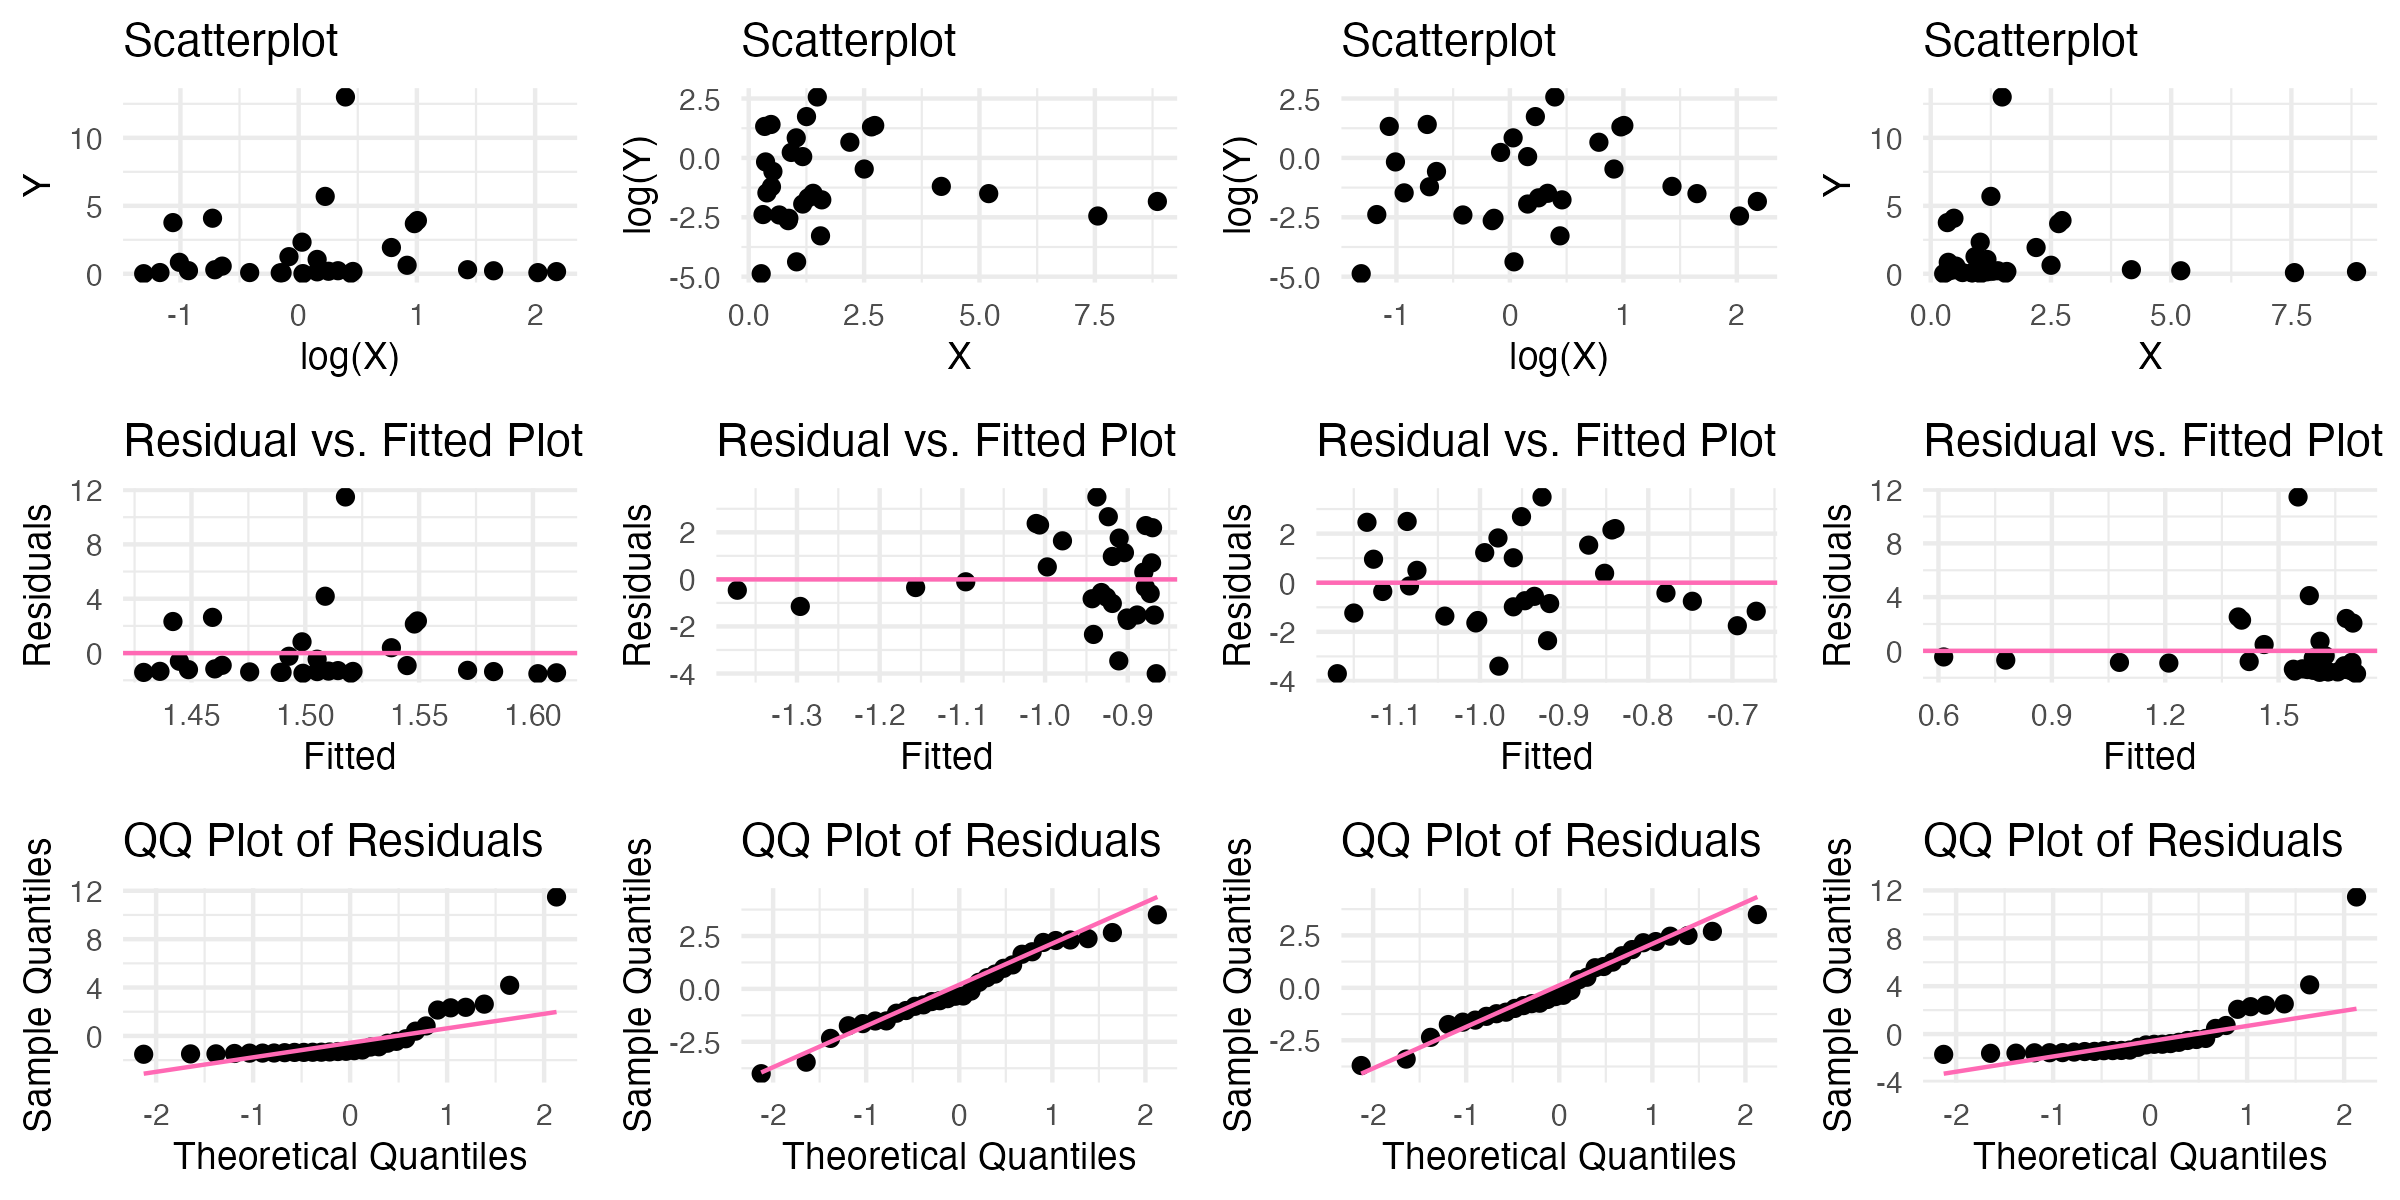 Scatterplot Scatterplot Scatterplot Scatterplot
Y
10
5
0
-1 0 1 2
log(X)
log(Y)
2.5
0.0
-2.5
-5.0
0.0 2.5 5.0 7.5
X
log(Y)
2.5
0.0
-2.5
-5.0
-1 0 1 2
log(X)
Y
10
5
0
0.0 2.5 5.0 7.5
X
Residual vs. Fitted Plot Residual vs. Fitted Plot Residual vs. Fitted Plot Residual vs. Fitted Plot
Residuals
12
8
4
0
1.45 1.50 1.55 1.60
Fitted
Residuals
2
0
-2
-4
-1.3 -1.2 -1.1 -1.0 -0.9
Fitted
Residuals
2
0
-2
-4
-1.1 -1.0 -0.9 -0.8 -0.7
Fitted
Residuals
12
8
4
0
0.6 0.9 1.2 1.5
Fitted
QQ Plot of Residuals QQ Plot of Residuals QQ Plot of Residuals QQ Plot of Residuals
Sample Quantiles
12
8
4
0
-2 -1 0 1 2
Theoretical Quantiles
Sample Quantiles
2.5
0.0
-2.5
-2 -1 0 1 2
Theoretical Quantiles
Sample Quantiles
2.5
0.0
-2.5
-2 -1 0 1 2
Theoretical Quantiles
Sample Quantiles
12
8
4
0
-4
-2 -1 0 1 2
Theoretical Quantiles